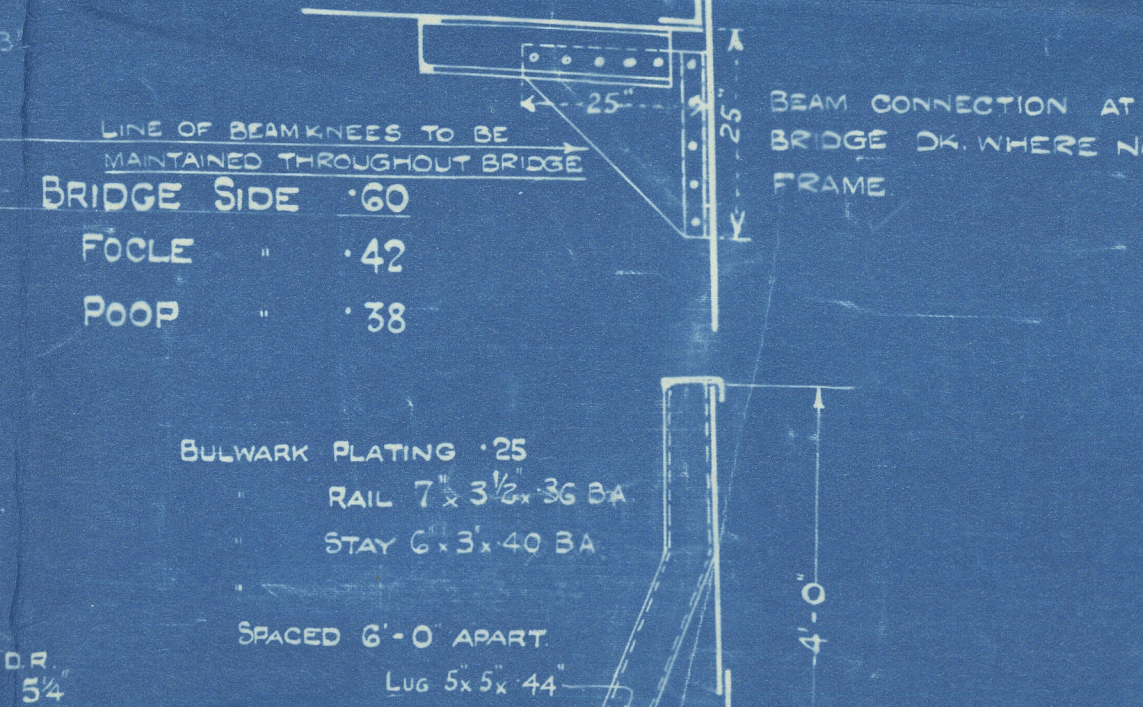 25"
25"
BEAM CONNECTION AT
BRIDGE DK. WHERE
FRAME
LINE OF BEAM KNEES TO BE
MAINTAINED THROUGHOUT BRIDGE
BRIDGE SIDE ·60
FOCLE " ·42
POOP " ·38
BULWARK PLATING ·25
" RAIL 7" x 3½" x ·36 BA
" STAY 6" x 3" x ·40 BA
"
SPACED 6'-0" APART.
LUG 5" x 5" x ·44"
4'-0"
D.R.
5¼"